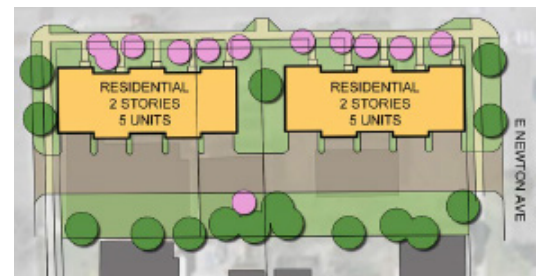 RESIDENTIAL
2 STORIES
5 UNITS
RESIDENTIAL
2 STORIES
5 UNITS
E NEWTON AVE